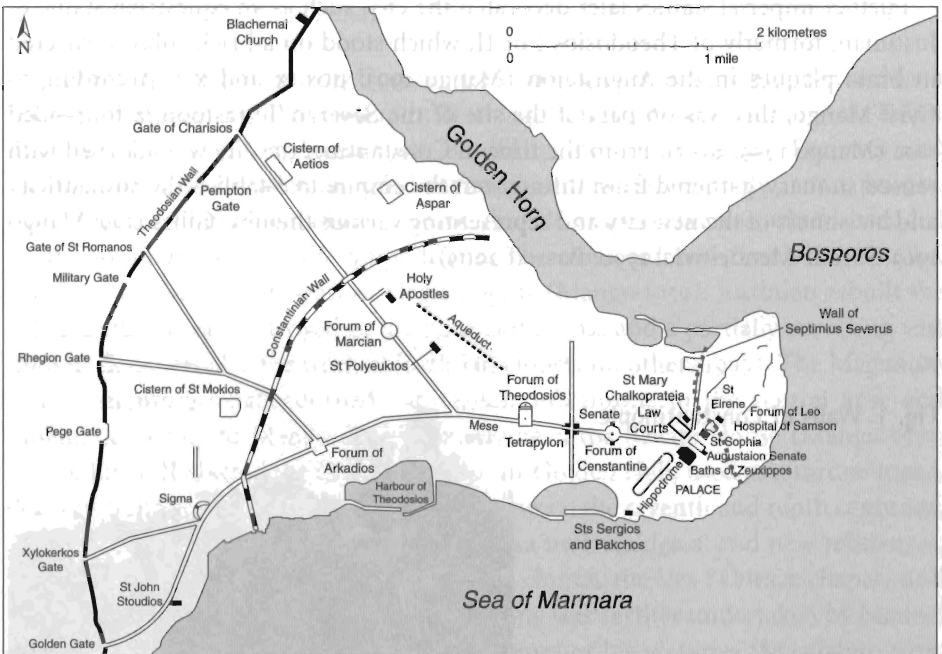 N
Blachernai
Church
0
2 kilometres
0
1 mile
Gate of Charisios
Cistern of
Aetios
Golden Horn
Theodosian Wall
Pempton
Gate
Cistern of
Aspar
Gate of St Romanos
Bosporos
Military Gate
Constantinian Wall
Holy
Apostles
Wall of
Septimius Severus
Forum of
Marcian
Aqueduct
Rhegion Gate
St Polyeuktos
Cistern of St Mokios
Forum of
Theodosios
St Mary
Chalkoprateia
St
Eirene
Law
Courts
Forum of Leo
Hospital of Samson
Mese
Senate
Pege Gate
Tetrapylon
St Sophia
Forum of
Arkadios
Forum of
Constantine
Augustaion Senate
Baths of Zeuxippos
Hippodrome
PALACE
Harbour of
Theodosios
Sigma
Sts Sergios
and Bakchos
Xylokerkos
Gate
St John
Stoudios
Sea of Marmara
Golden Gate